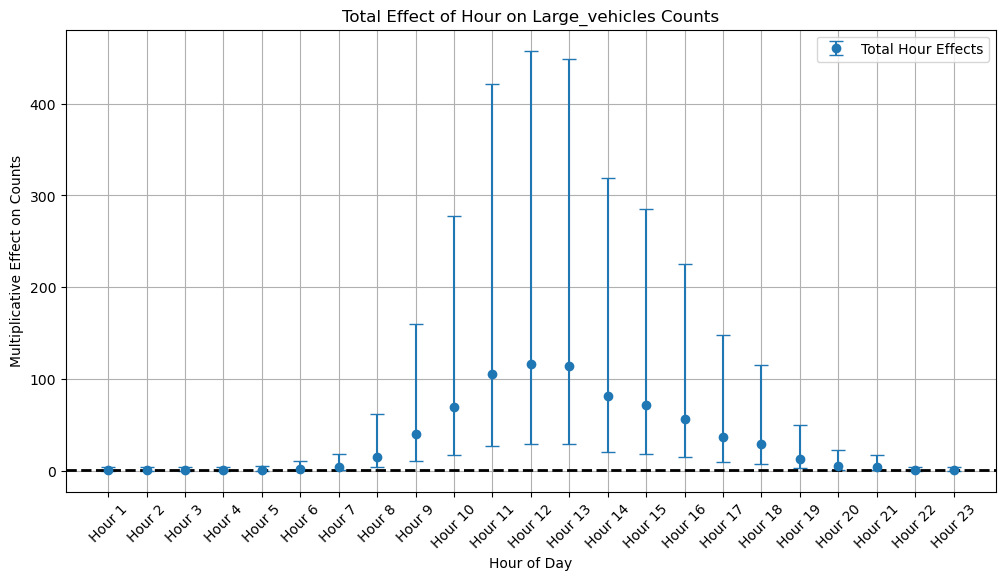 Total Effect of Hour on Large_vehicles Counts
Total Hour Effects
Multiplicative Effect on Counts
400
300
200
100
0
Hour 1
Hour 2
Hour 3
Hour 4
Hour 5
Hour 6
Hour 7
Hour 8
Hour 9
Hour 10
Hour 11
Hour 12
Hour 13
Hour 14
Hour 15
Hour 16
Hour 17
Hour 18
Hour 19
Hour 20
Hour 21
Hour 22
Hour 23
Hour of Day